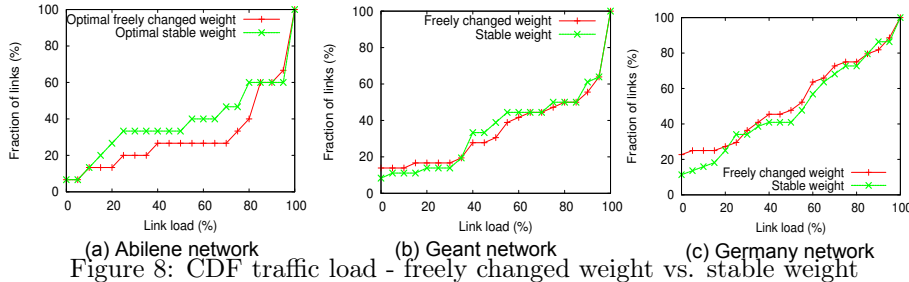 Fraction of links (%)
100
80
60
40
20
0
Optimal freely changed weight
Optimal stable weight
0 20 40 60 80 100
Link load (%)
(a) Abilene network
Fraction of links (%)
100
80
60
40
20
0
Freely changed weight
Stable weight
0 20 40 60 80 100
Link load (%)
(b) Geant network
Fraction of links (%)
100
80
60
40
20
0
Freely changed weight
Stable weight
0 20 40 60 80 100
Link load (%)
(c) Germany network
Figure 8: CDF traffic load - freely changed weight vs. stable weight